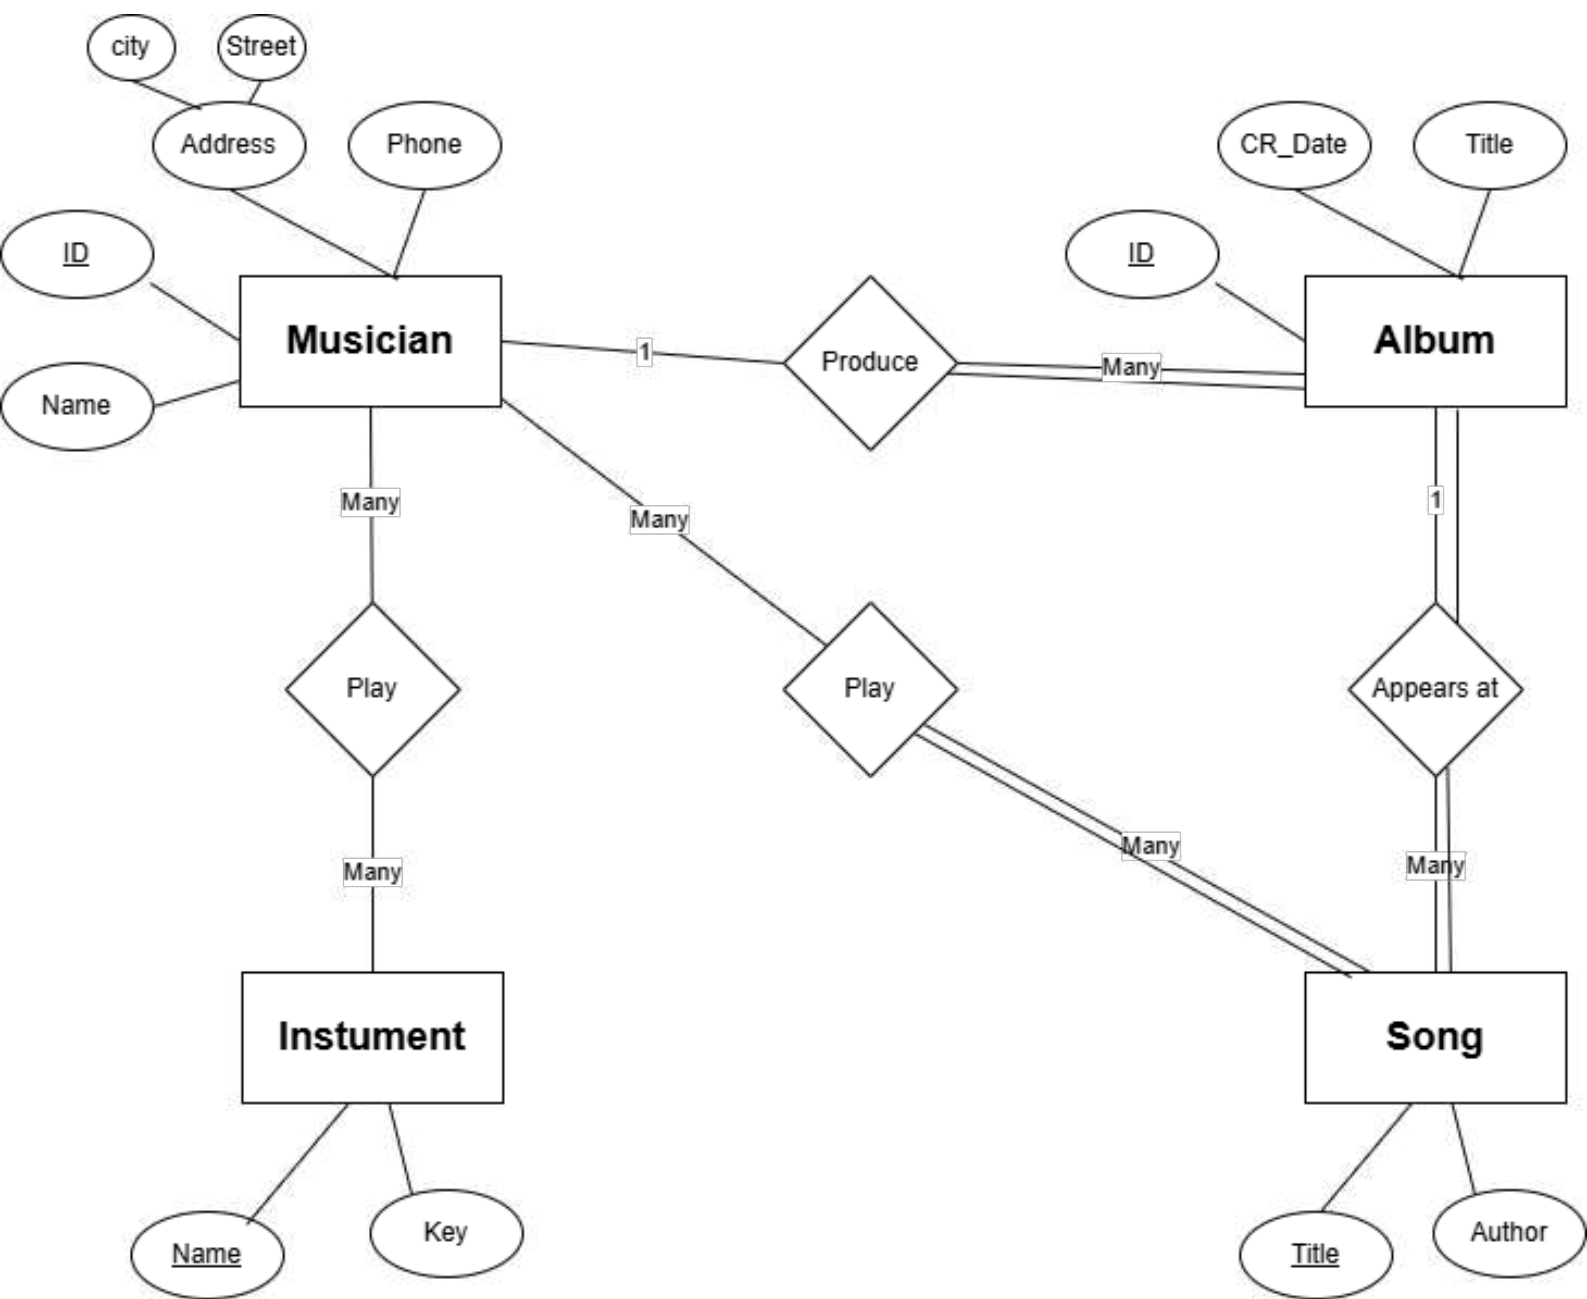 city
Street
Address
Phone
CR_Date
Title
ID
ID
Musician
1
Produce
Many
Album
Name
Many
Many
1
Play
Play
Appears at
Many
Many
Many
Instument
Song
Name
Key
Title
Author